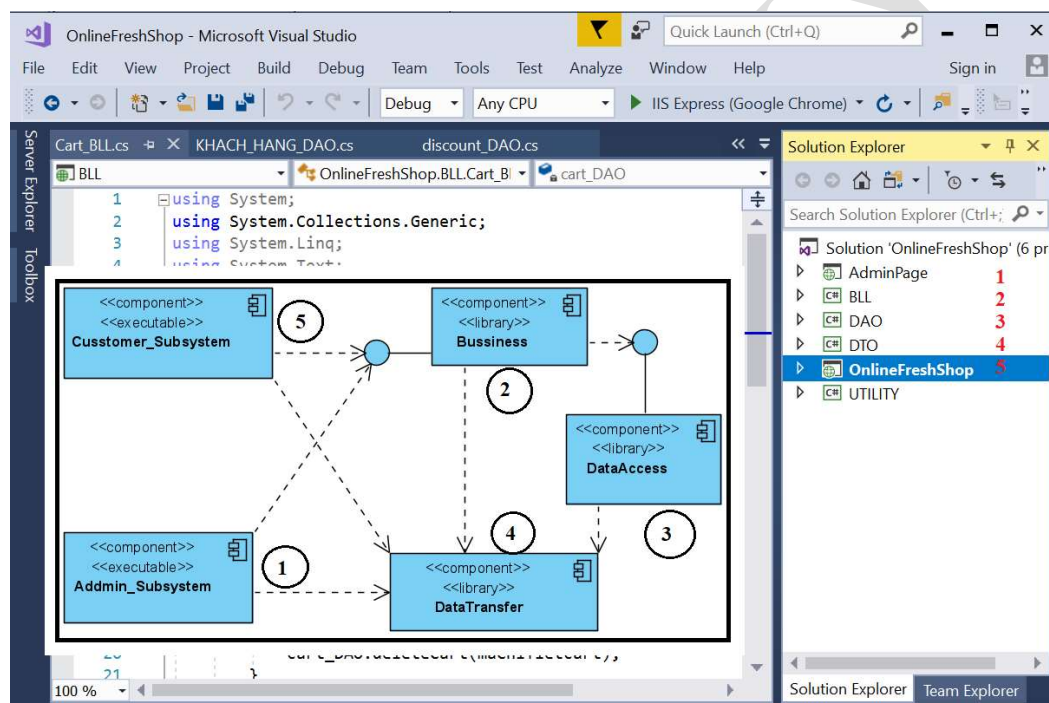 OnlineFreshShop - Microsoft Visual Studio
Quick Launch (Ctrl+Q)
File Edit View Project Build Debug Team Tools Test Analyze Window Help
Sign in
Debug Any CPU IIS Express (Google Chrome)
Server Explorer
Toolbox
Cart_BLL.cs KHACH_HANG_DAO.cs discount_DAO.cs
BLL OnlineFreshShop.BLL.Cart_Bl cart_DAO
1 using System;
2 using System.Collections.Generic;
3 using System.Linq;
4 using System.Text;
<<component>>
<<executable>>
Cusstomer_Subsystem
5
<<component>>
<<library>>
Bussiness
2
<<component>>
<<library>>
DataAccess
3
<<component>>
<<executable>>
Addmin_Subsystem
1
4
<<component>>
<<library>>
DataTransfer
20
21 }
100 %
Solution Explorer
Search Solution Explorer (Ctrl+;
Solution 'OnlineFreshShop' (6 pr
AdminPage 1
BLL 2
DAO 3
DTO 4
OnlineFreshShop 5
UTILITY
Solution Explorer Team Explorer